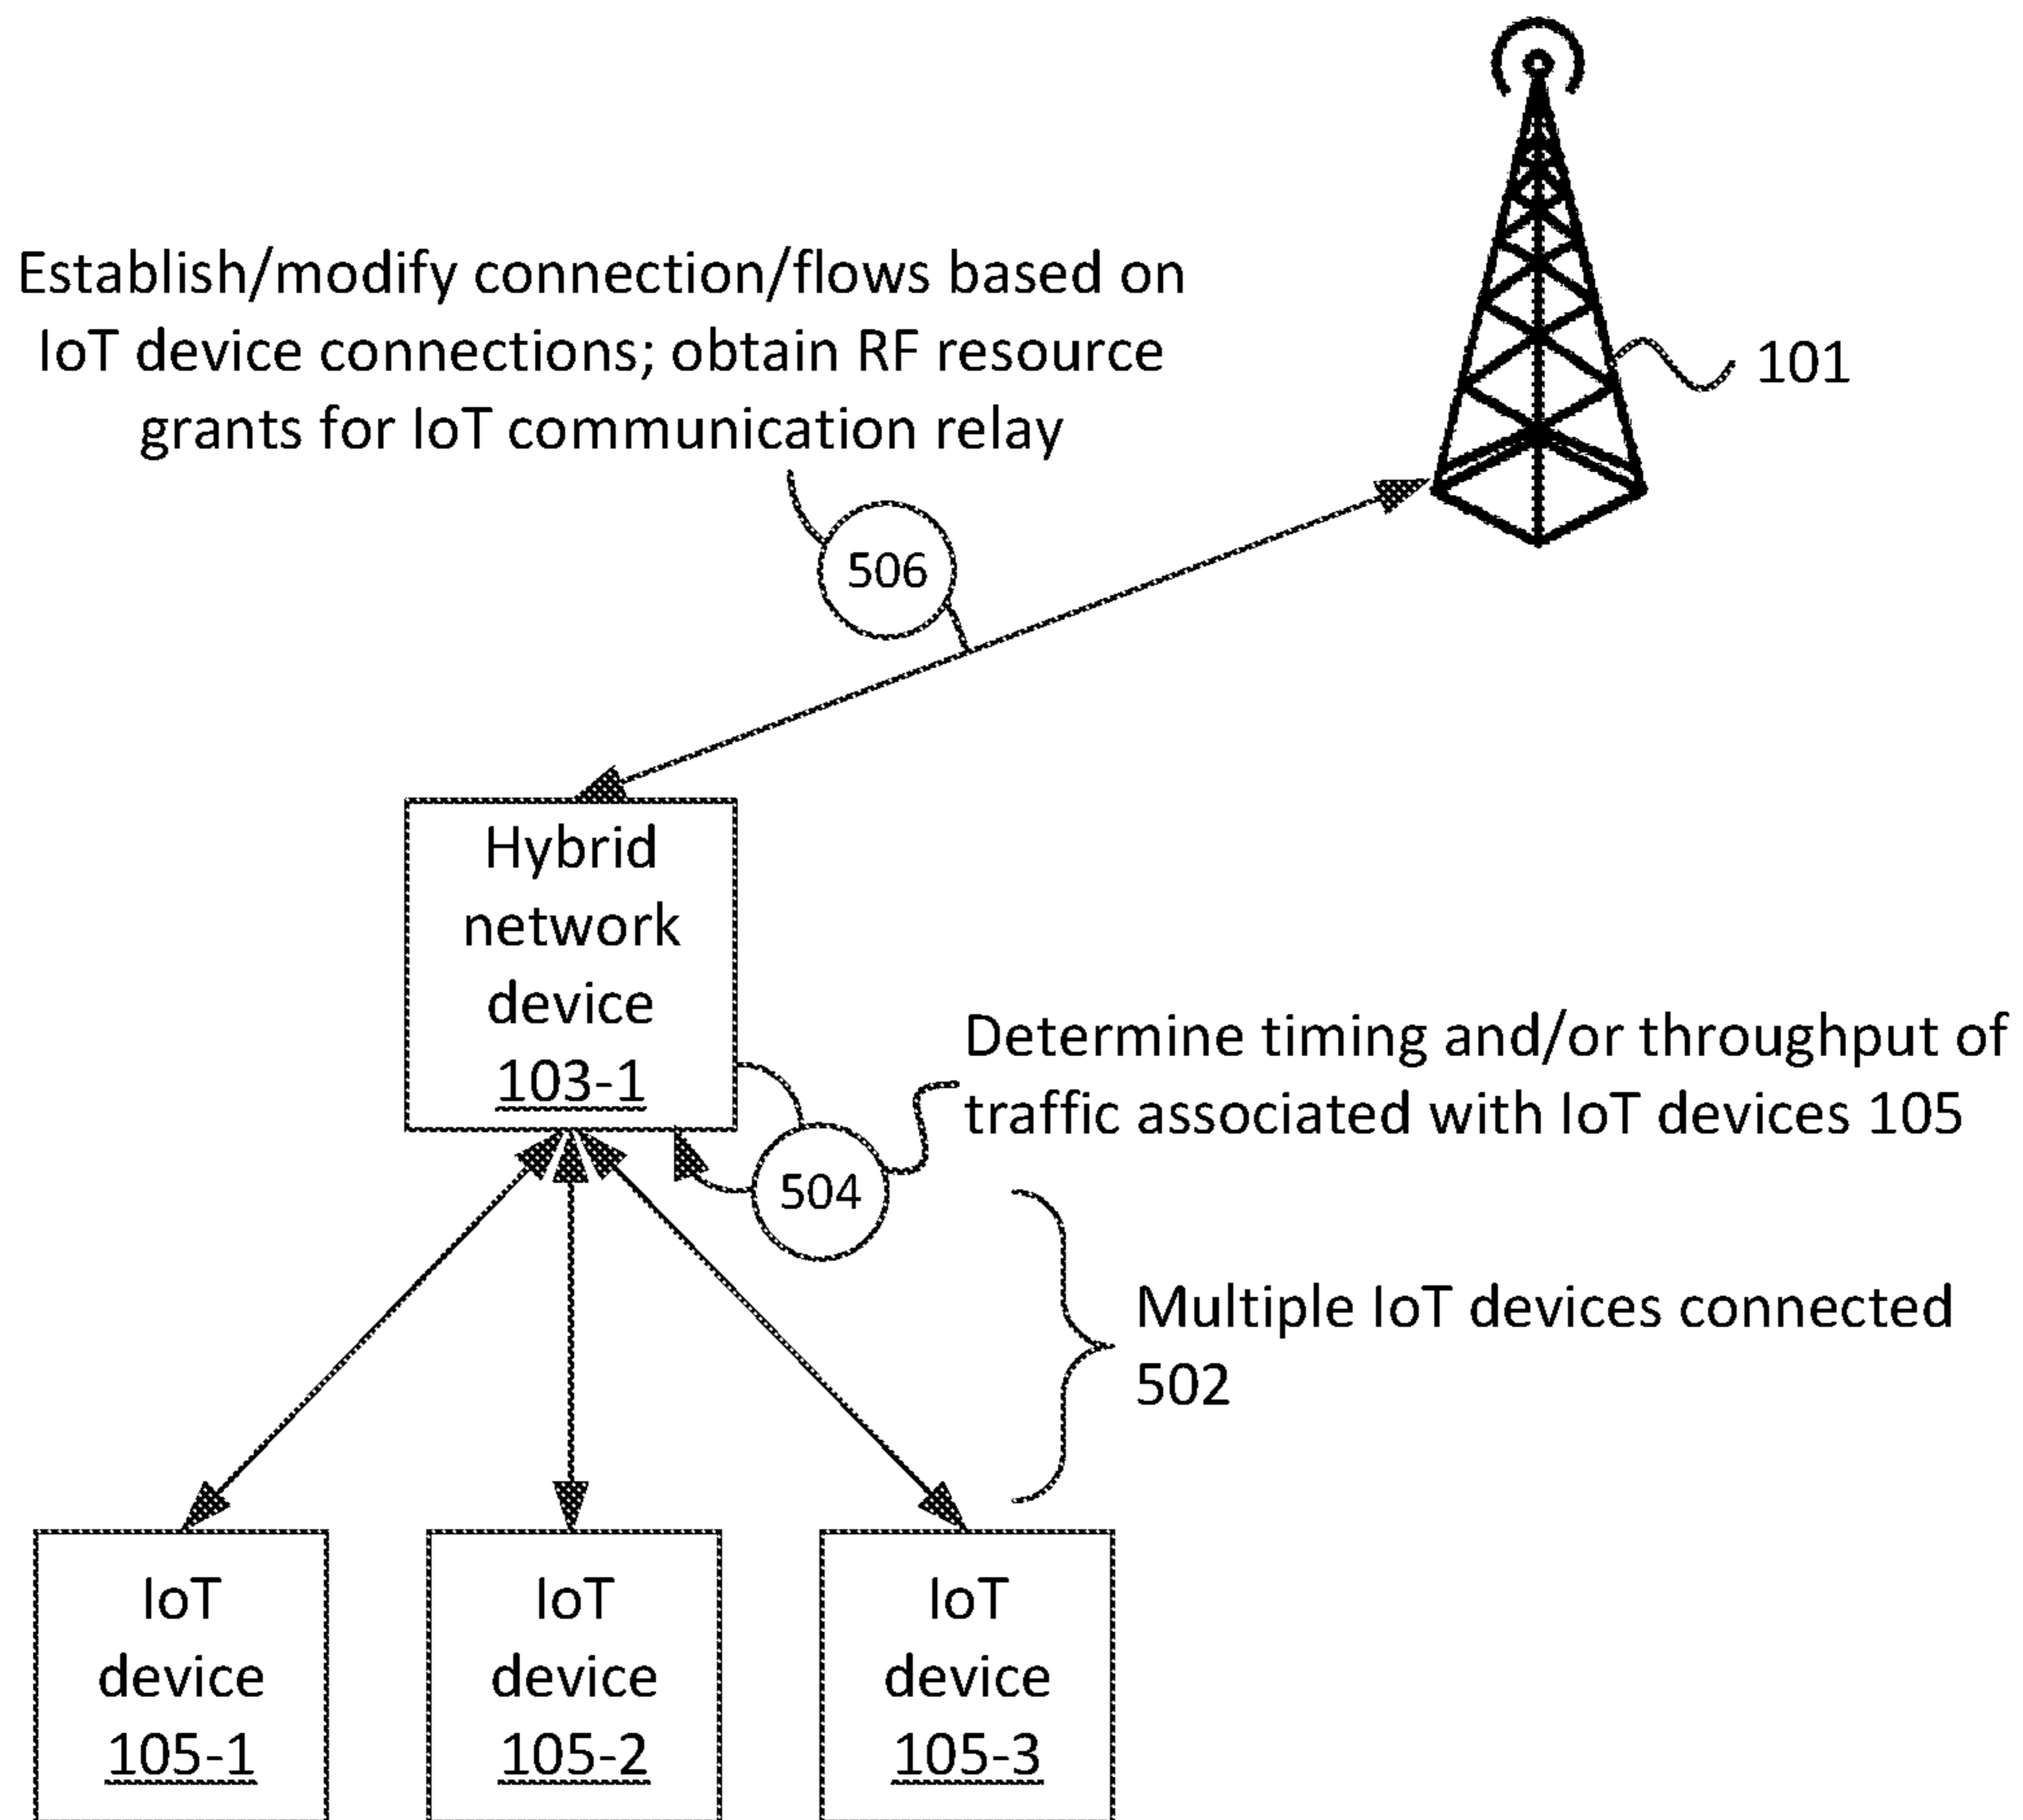 Establish/modify connection/flows based on
IoT device connections; obtain RF resource
grants for IoT communication relay
101
506
Hybrid
network
device
103-1
Determine timing and/or throughput of
traffic associated with IoT devices 105
504
Multiple IoT devices connected
502
IoT
device
105-1
IoT
device
105-2
IoT
device
105-3